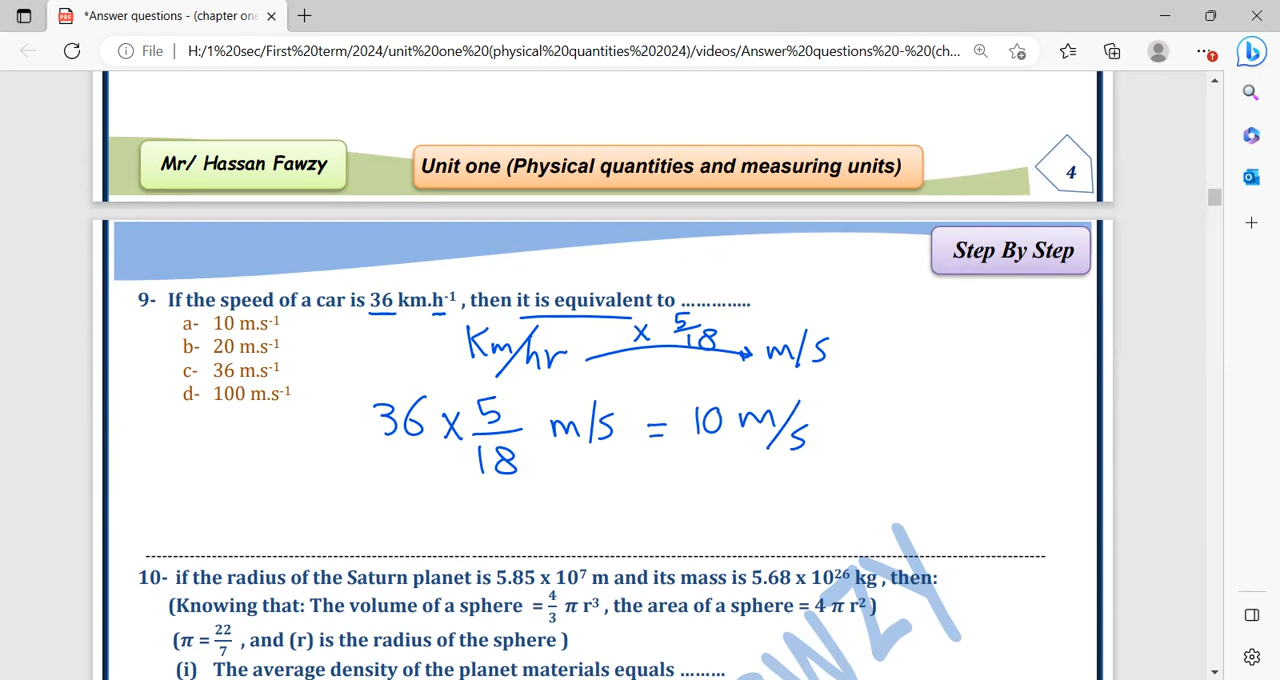 *Answer questions - (chapter one
File H:/1%20sec/First%20term/2024/unit%20one%20(physical%20quantities%202024)/videos/Answer%20questions%20-%20(ch...
Mr/ Hassan Fawzy
Unit one (Physical quantities and measuring units)
4
Step By Step
9- If the speed of a car is 36 km.h⁻¹ , then it is equivalent to ..............
a- 10 m.s⁻¹
b- 20 m.s⁻¹
c- 36 m.s⁻¹
d- 100 m.s⁻¹
Km/hr x 5/18 m/s
36 x 5/18 m/s = 10 m/s
10- if the radius of the Saturn planet is 5.85 x 10⁷ m and its mass is 5.68 x 10²⁶ kg , then:
(Knowing that: The volume of a sphere = 4/3 π r³ , the area of a sphere = 4 π r² )
(π = 22/7 , and (r) is the radius of the sphere )
(i) The average density of the planet materials equals .........